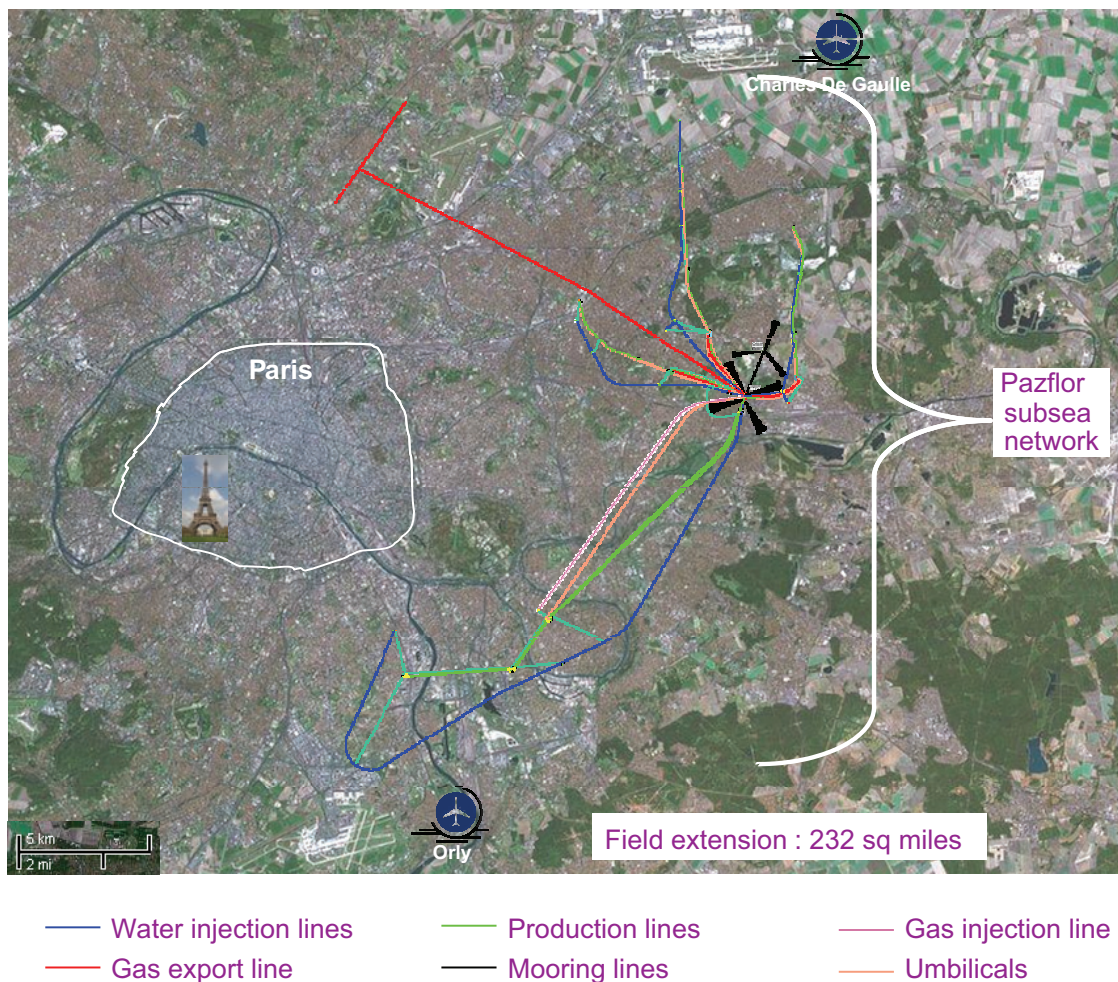 Charles De Gaulle
Paris
Pazflor
subsea
network
Field extension : 232 sq miles
5 km
2 mi
Orly
Water injection lines
Production lines
Gas injection line
Gas export line
Mooring lines
Umbilicals